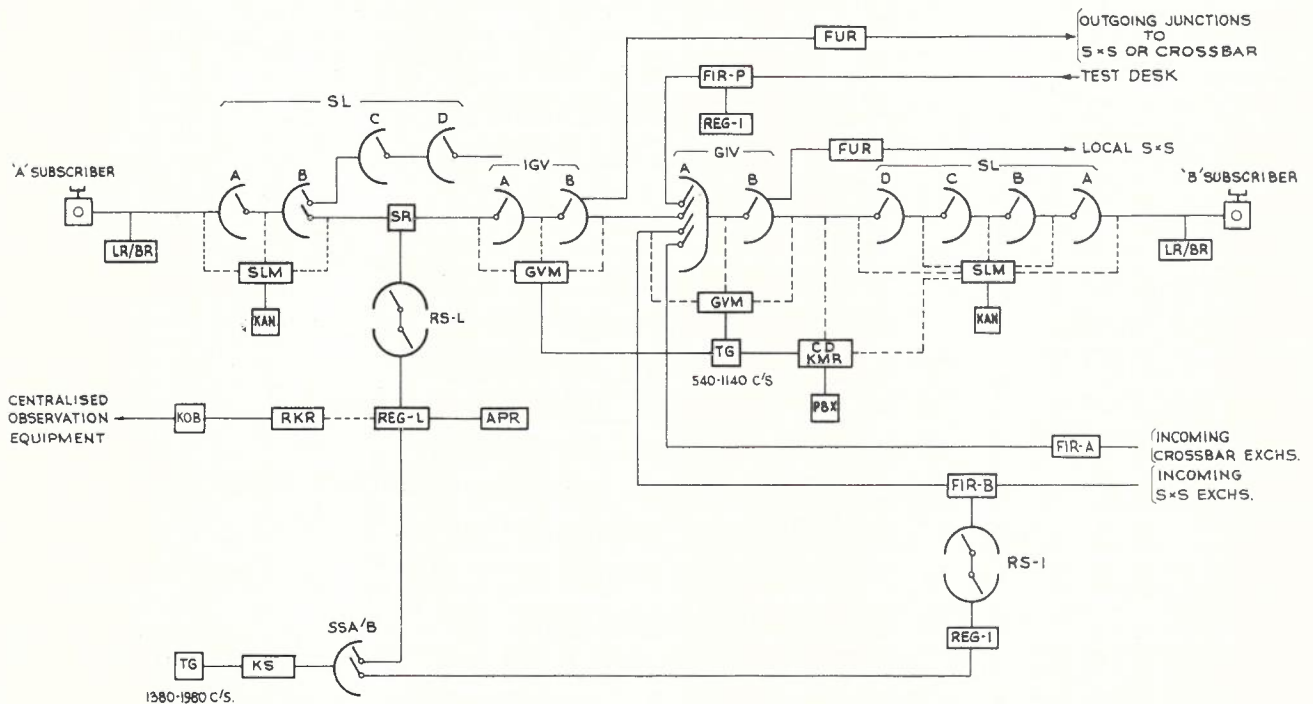 OUTGOING JUNCTIONS
TO
S×S OR CROSSBAR
FUR
FIR-P
TEST DESK
SL
C
D
REG-I
GIV
FUR
LOCAL S×S
IGV
SL
'A' SUBSCRIBER
A
B
A
B
A
B
D
C
B
A
'B' SUBSCRIBER
SR
LR/BR
SLM
GVM
SLM
LR/BR
KAN
RS-L
GVM
KAN
TG
CD
KMR
540-1140 C/S
PBX
CENTRALISED
OBSERVATION
EQUIPMENT
KOB
RKR
REG-L
APR
FIR-A
INCOMING
CROSSBAR EXCHS.
FIR-B
INCOMING
S×S EXCHS.
RS-I
SSA/B
REG-I
TG
KS
1380-1980 C/S.